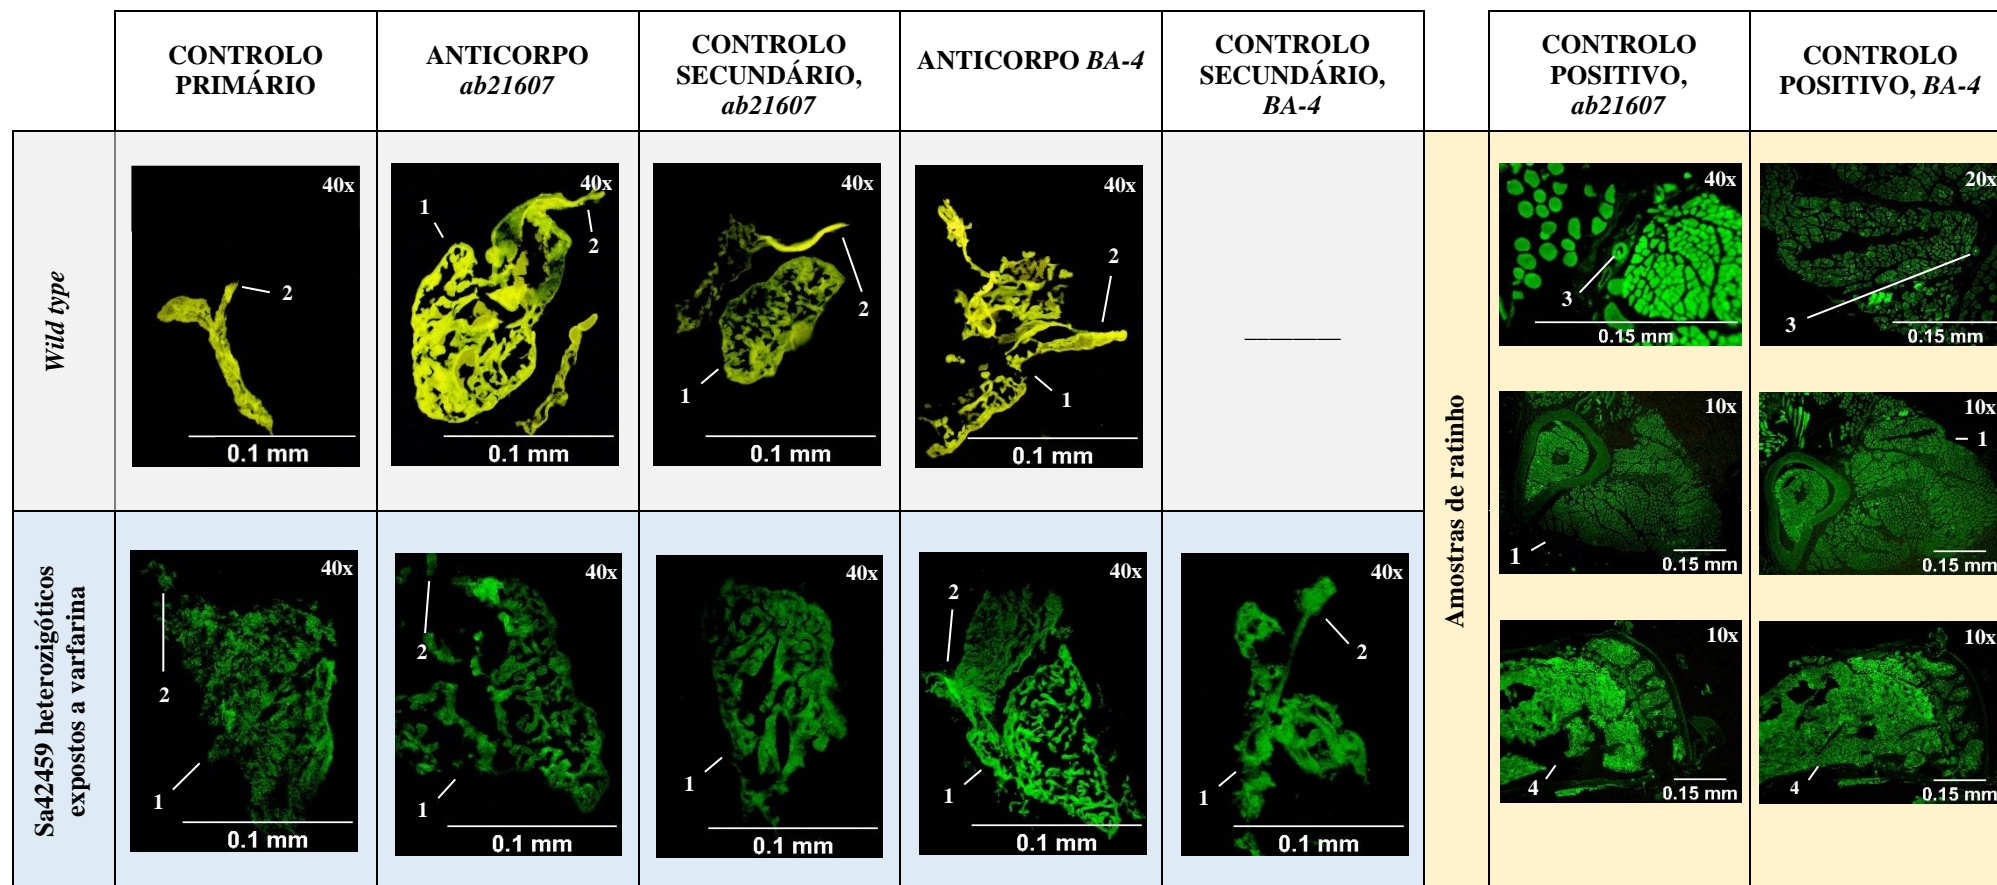 CONTROLO
PRIMÁRIO
ANTICORPO
ab21607
CONTROLO
SECUNDÁRIO,
ab21607
ANTICORPO BA-4
CONTROLO
SECUNDÁRIO,
BA-4
CONTROLO
POSITIVO,
ab21607
CONTROLO
POSITIVO, BA-4
Wild type
40x
2
0.1 mm
40x
1
2
0.1 mm
40x
2
1
0.1 mm
40x
2
1
0.1 mm
Amostras de ratinho
40x
3
0.15 mm
20x
3
0.15 mm
10x
1
0.15 mm
10x
1
0.15 mm
10x
4
0.15 mm
10x
4
0.15 mm
Sa42459 heterozigóticos
expostos a varfarina
40x
2
1
0.1 mm
40x
2
1
0.1 mm
40x
1
0.1 mm
40x
2
1
0.1 mm
40x
2
1
0.1 mm